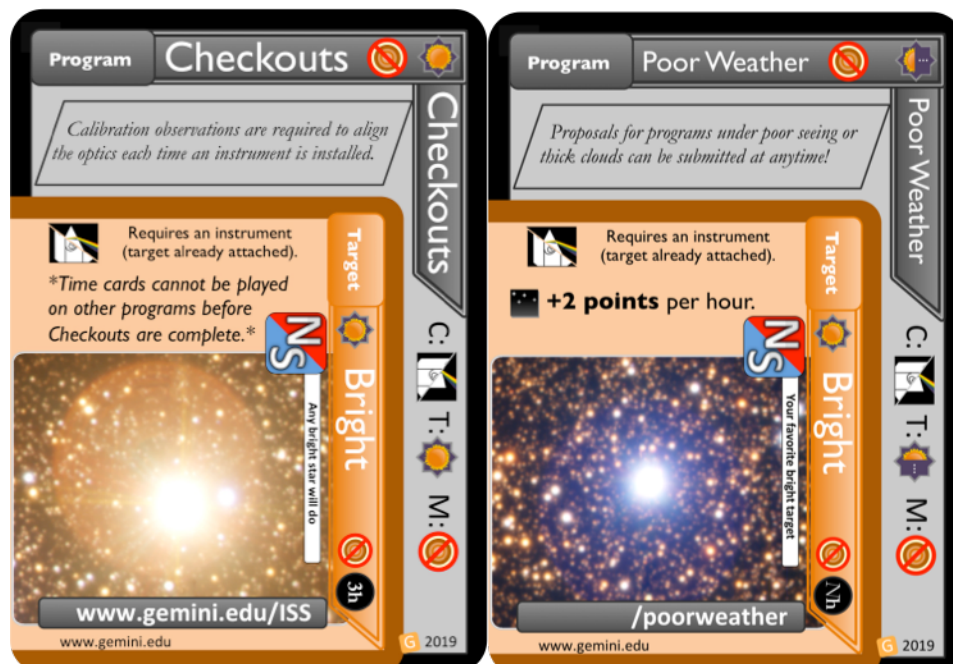 Program
Checkouts
Calibration observations are required to align
the optics each time an instrument is installed.
Checkouts
C: T: M:
Requires an instrument
(target already attached).
*Time cards cannot be played
on other programs before
Checkouts are complete.*
Target
Bright
3h
N
S
Any bright star will do
www.gemini.edu/ISS
www.gemini.edu
G 2019
Program
Poor Weather
Proposals for programs under poor seeing or
thick clouds can be submitted at anytime!
Poor Weather
C: T: M:
Requires an instrument
(target already attached).
+2 points per hour.
Target
Bright
Nh
N
S
Your favorite bright target
/poorweather
www.gemini.edu
G 2019